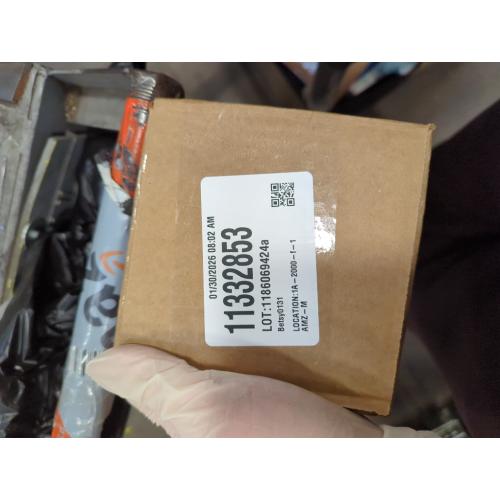 01/30/2026 08:02 AM
11332853
LOT:1186069424a
Betsy0131
LOCATION:1A-2000-I-1
AMZ-M